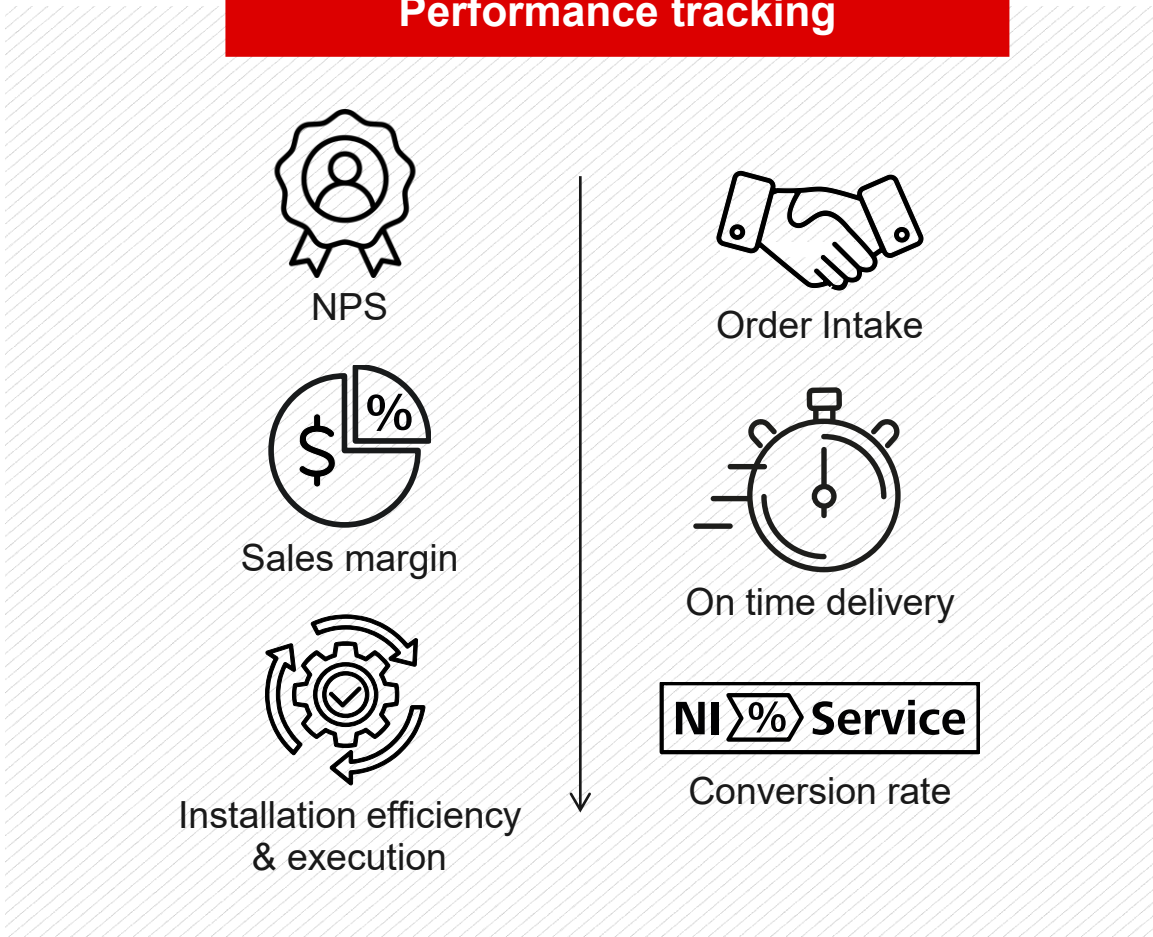 Performance tracking
NPS
Order Intake
%
$
Sales margin
On time delivery
NI % Service
Conversion rate
Installation efficiency
& execution